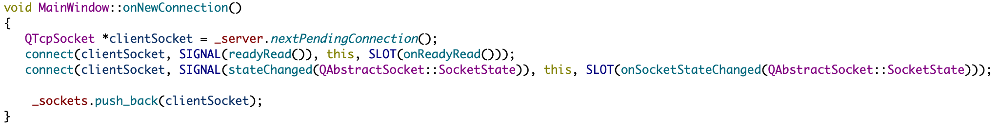 void MainWindow::onNewConnection()
{
   QTcpSocket *clientSocket = _server.nextPendingConnection();
   connect(clientSocket, SIGNAL(readyRead()), this, SLOT(onReadyRead()));
   connect(clientSocket, SIGNAL(stateChanged(QAbstractSocket::SocketState)), this, SLOT(onSocketStateChanged(QAbstractSocket::SocketState)));

    _sockets.push_back(clientSocket);
}